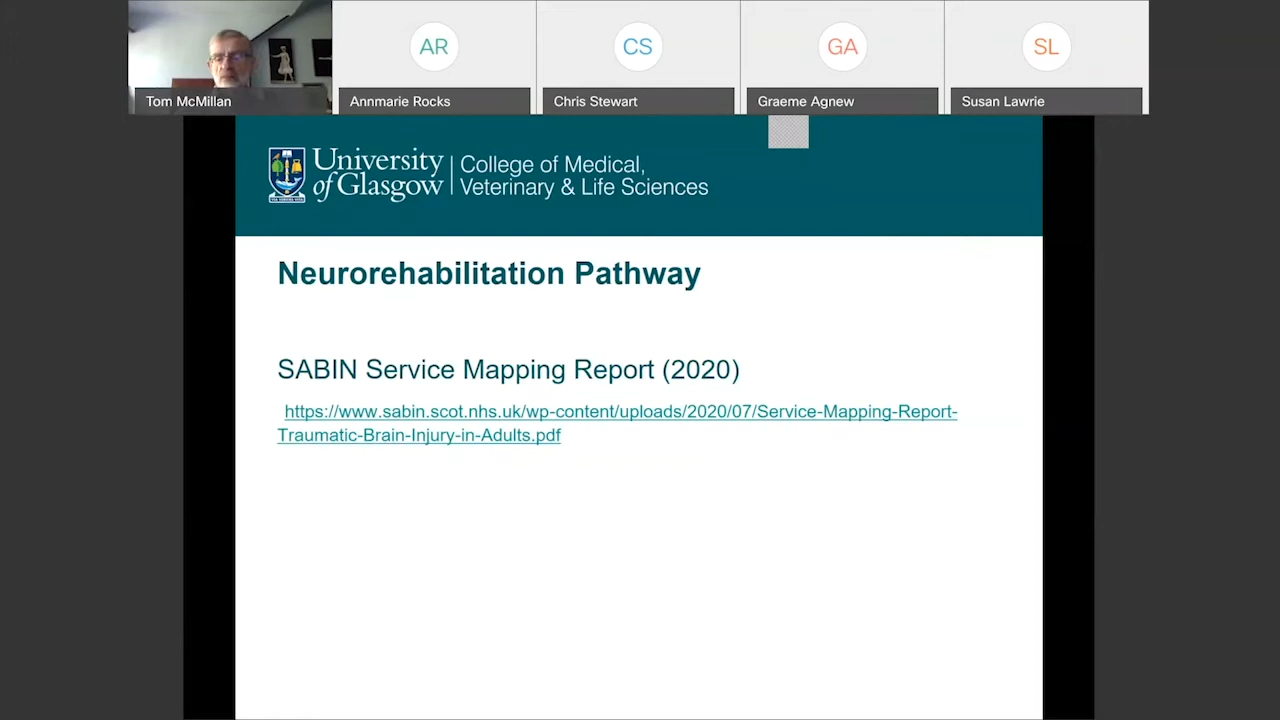 Tom McMillan
AR
Annmarie Rocks
CS
Chris Stewart
GA
Graeme Agnew
SL
Susan Lawrie
University
of Glasgow
College of Medical,
Veterinary & Life Sciences
Neurorehabilitation Pathway
SABIN Service Mapping Report (2020)
https://www.sabin.scot.nhs.uk/wp-content/uploads/2020/07/Service-Mapping-Report-
Traumatic-Brain-Injury-in-Adults.pdf